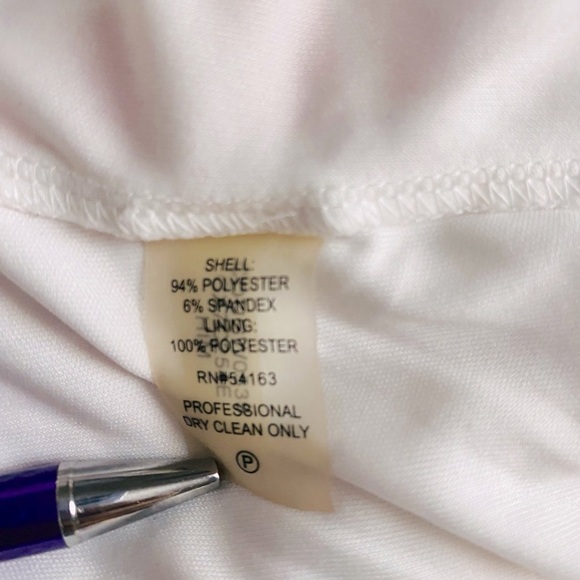 SHELL:
94% POLYESTER
6% SPANDEX
LINING:
100% POLYESTER
RN#54163
PROFESSIONAL
DRY CLEAN ONLY
P